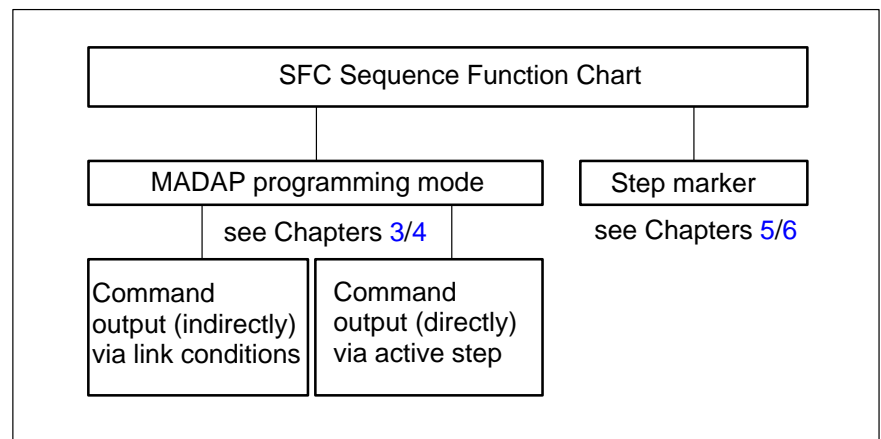 SFC Sequence Function Chart
MADAP programming mode
Step marker
see Chapters 3/4
see Chapters 5/6
Command
output (indirectly)
via link conditions
Command
output (directly)
via active step